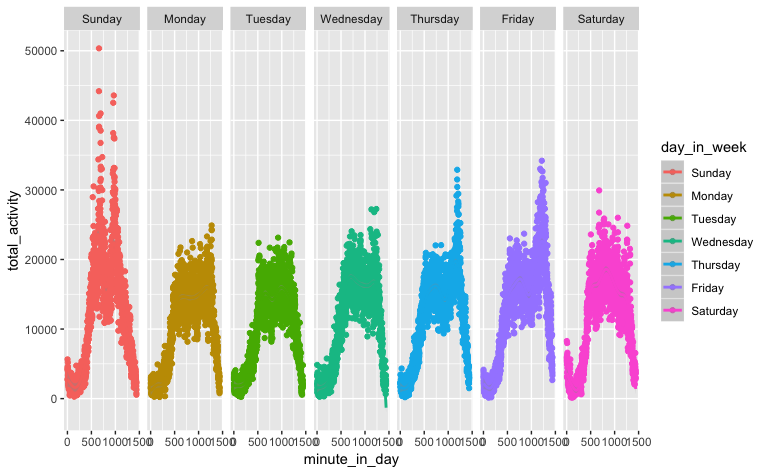 Sunday Monday Tuesday Wednesday Thursday Friday Saturday
50000
40000
30000
20000
10000
0
total_activity
0 500 1000 1500 0 500 1000 1500 0 500 1000 1500 0 500 1000 1500 0 500 1000 1500 0 500 1000 1500 0 500 1000 1500
minute_in_day
day_in_week
Sunday
Monday
Tuesday
Wednesday
Thursday
Friday
Saturday